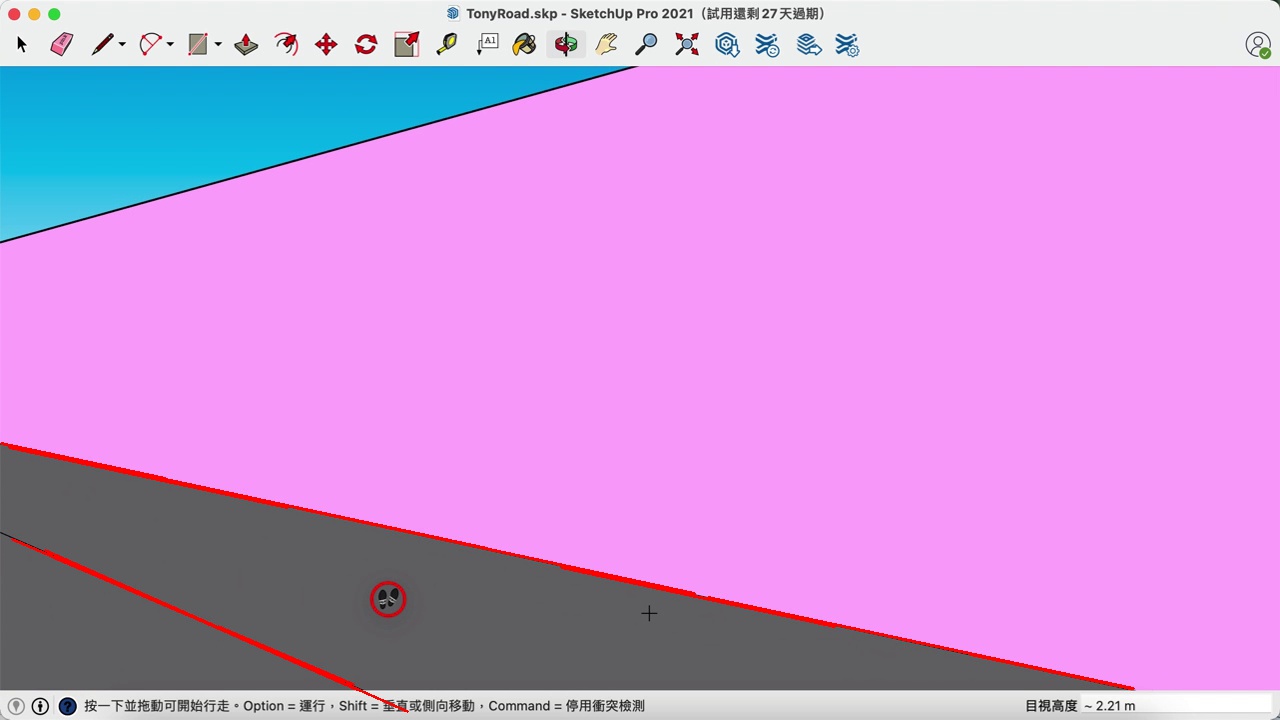 TonyRoad.skp - SketchUp Pro 2021（試用還剩 27 天過期）
A1
按一下並拖動可開始行走。Option = 運行，Shift = 垂直或側向移動，Command = 停用衝突檢測
目視高度 ~ 2.21 m